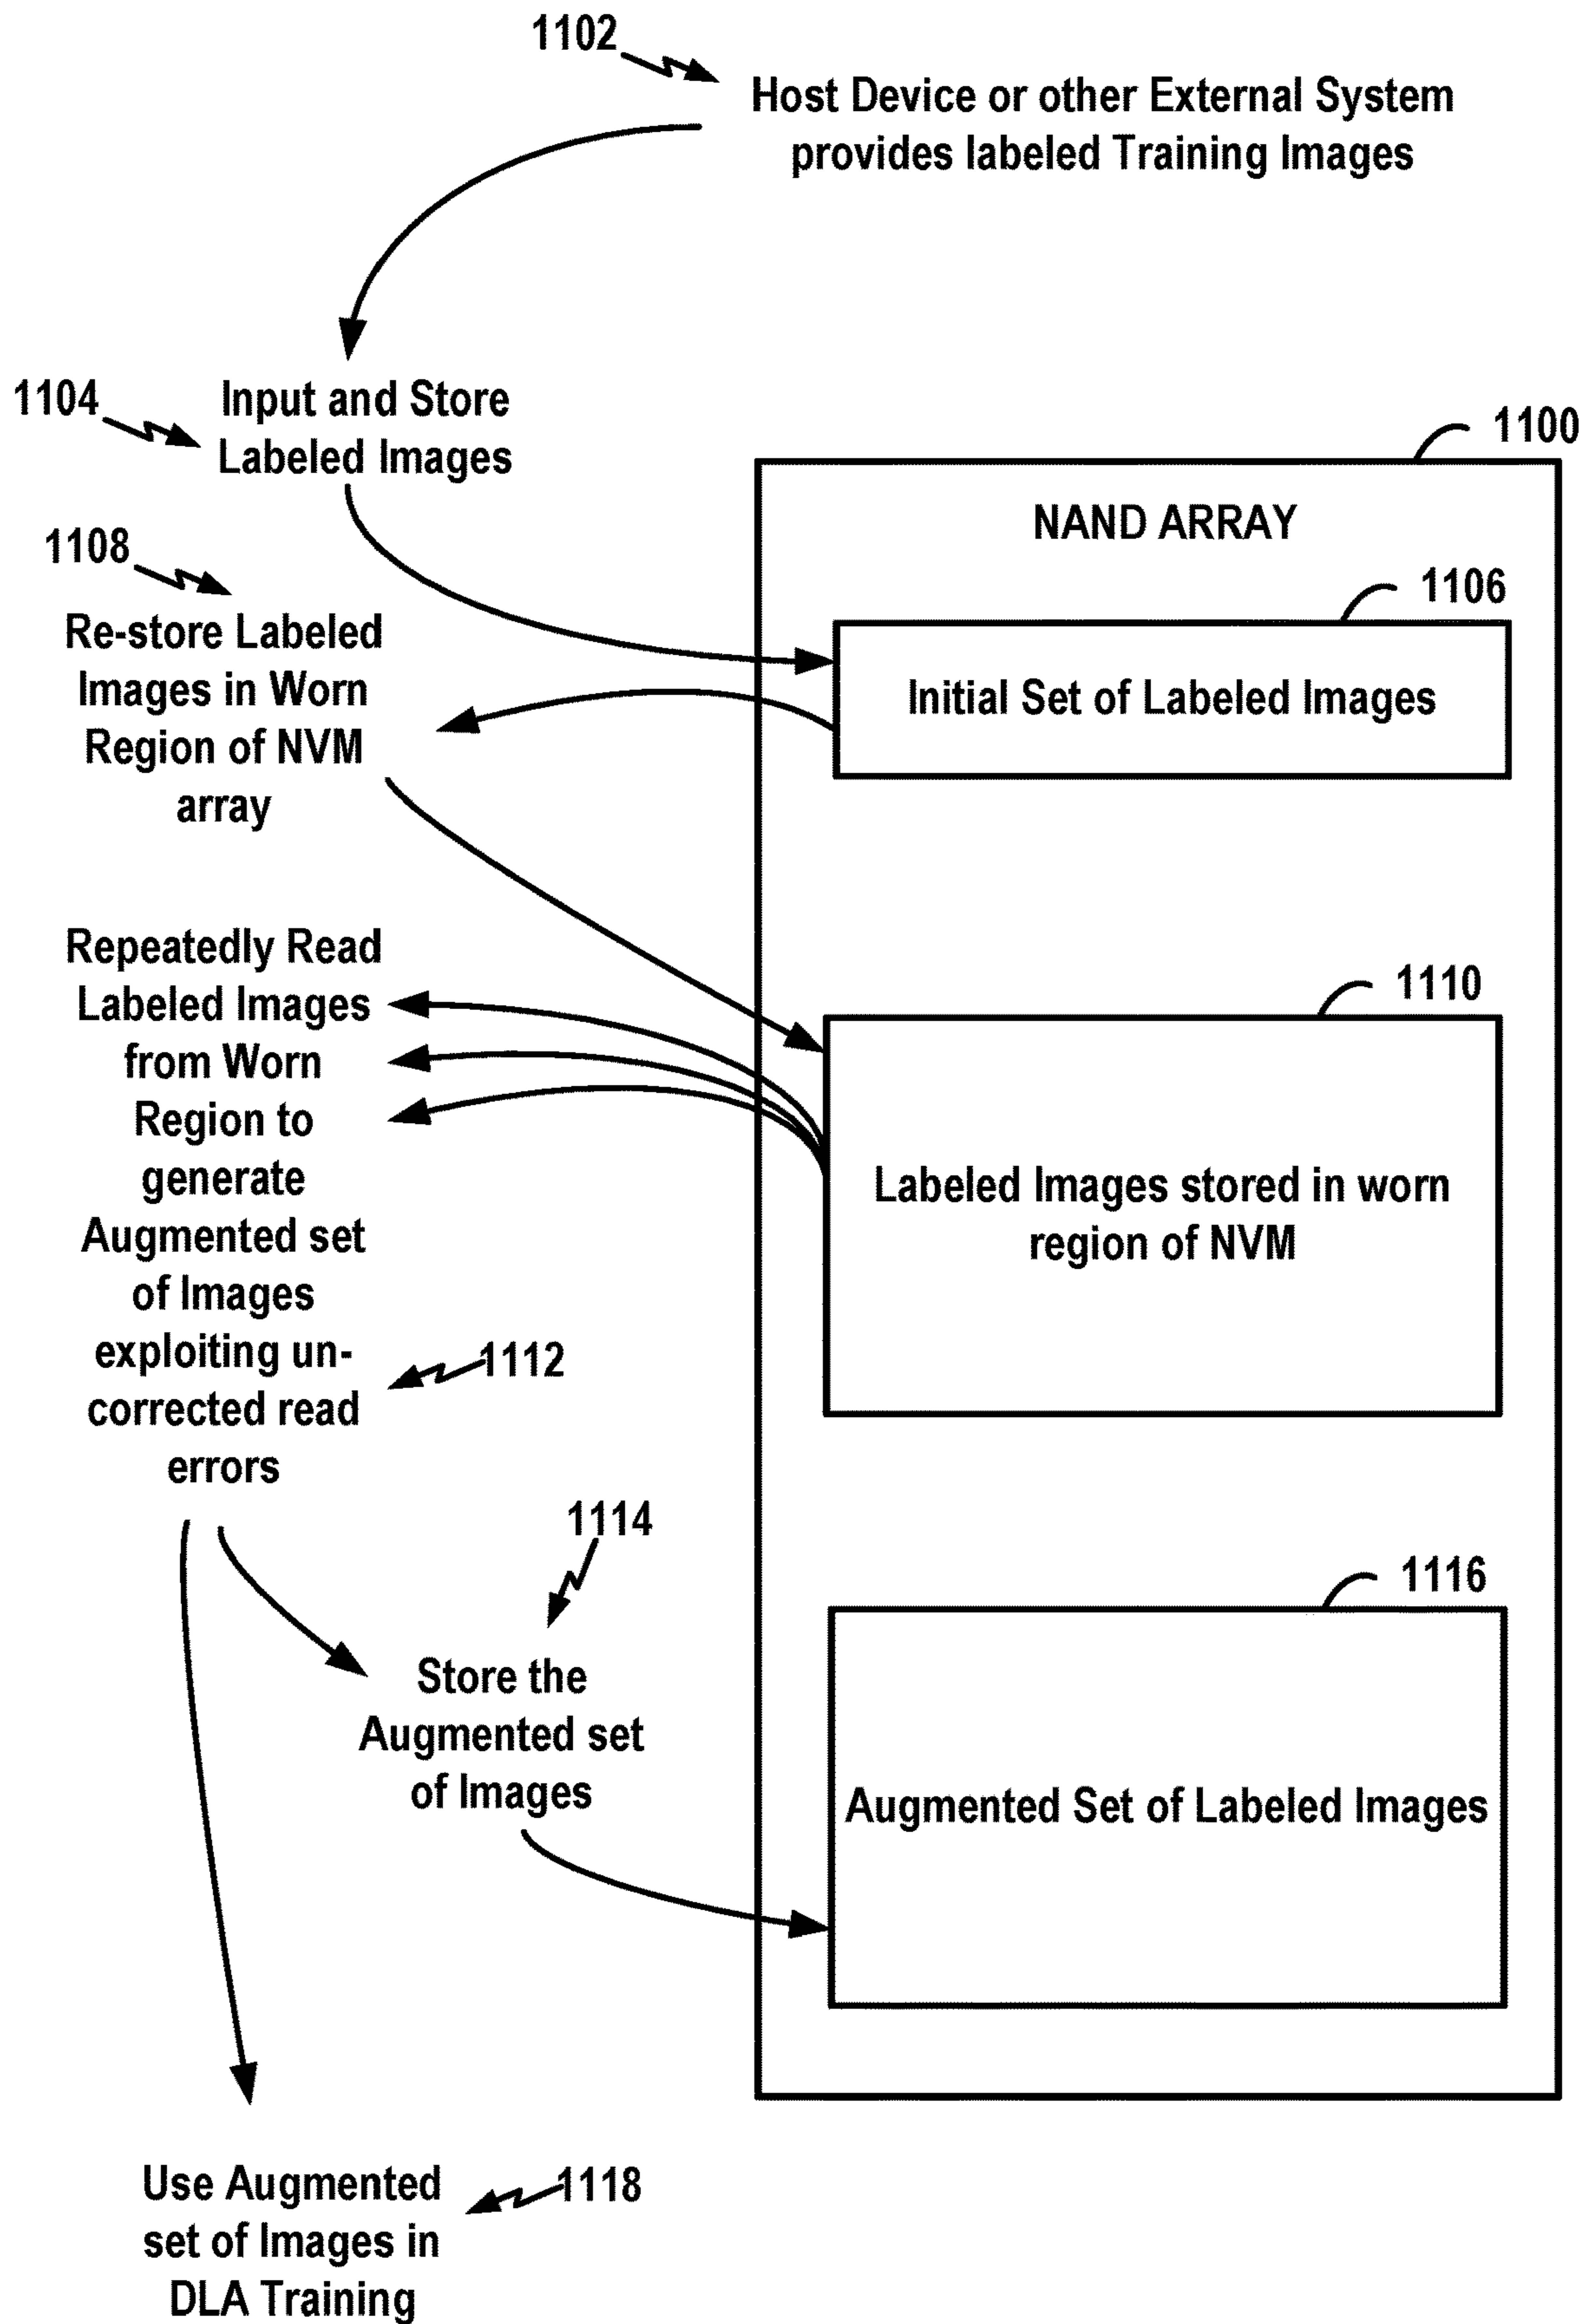 1102
Host Device or other External System
provides labeled Training Images
1104
Input and Store
Labeled Images
1100
NAND ARRAY
1108
1106
Re-store Labeled
Images in Worn
Region of NVM
array
Initial Set of Labeled Images
Repeatedly Read
Labeled Images
from Worn
Region to
generate
Augmented set
of Images
exploiting un-
corrected read
errors
1110
Labeled Images stored in worn
region of NVM
1112
1114
Store the
Augmented set
of Images
1116
Augmented Set of Labeled Images
Use Augmented
set of Images in
DLA Training
1118